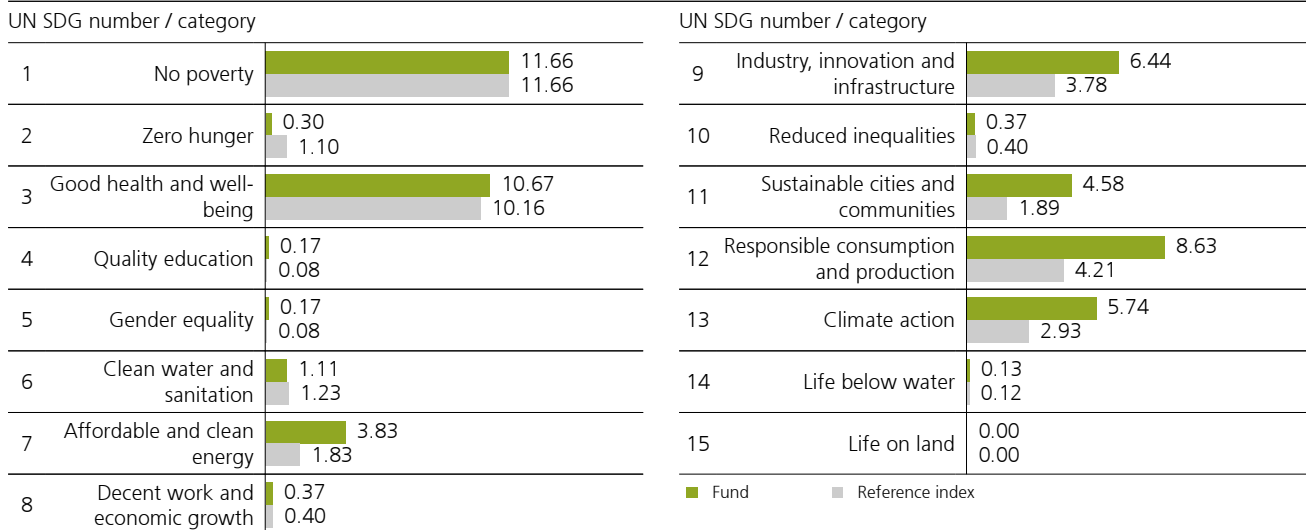 UN SDG number / category
1
No poverty
11.66
11.66
2
Zero hunger
0.30
1.10
3
Good health and well-
being
10.67
10.16
4
Quality education
0.17
0.08
5
Gender equality
0.17
0.08
6
Clean water and
sanitation
1.11
1.23
7
Affordable and clean
energy
3.83
1.83
8
Decent work and
economic growth
0.37
0.40
UN SDG number / category
9
Industry, innovation and
infrastructure
6.44
3.78
10
Reduced inequalities
0.37
0.40
11
Sustainable cities and
communities
4.58
1.89
12
Responsible consumption
and production
8.63
4.21
13
Climate action
5.74
2.93
14
Life below water
0.13
0.12
15
Life on land
0.00
0.00
Fund
Reference index